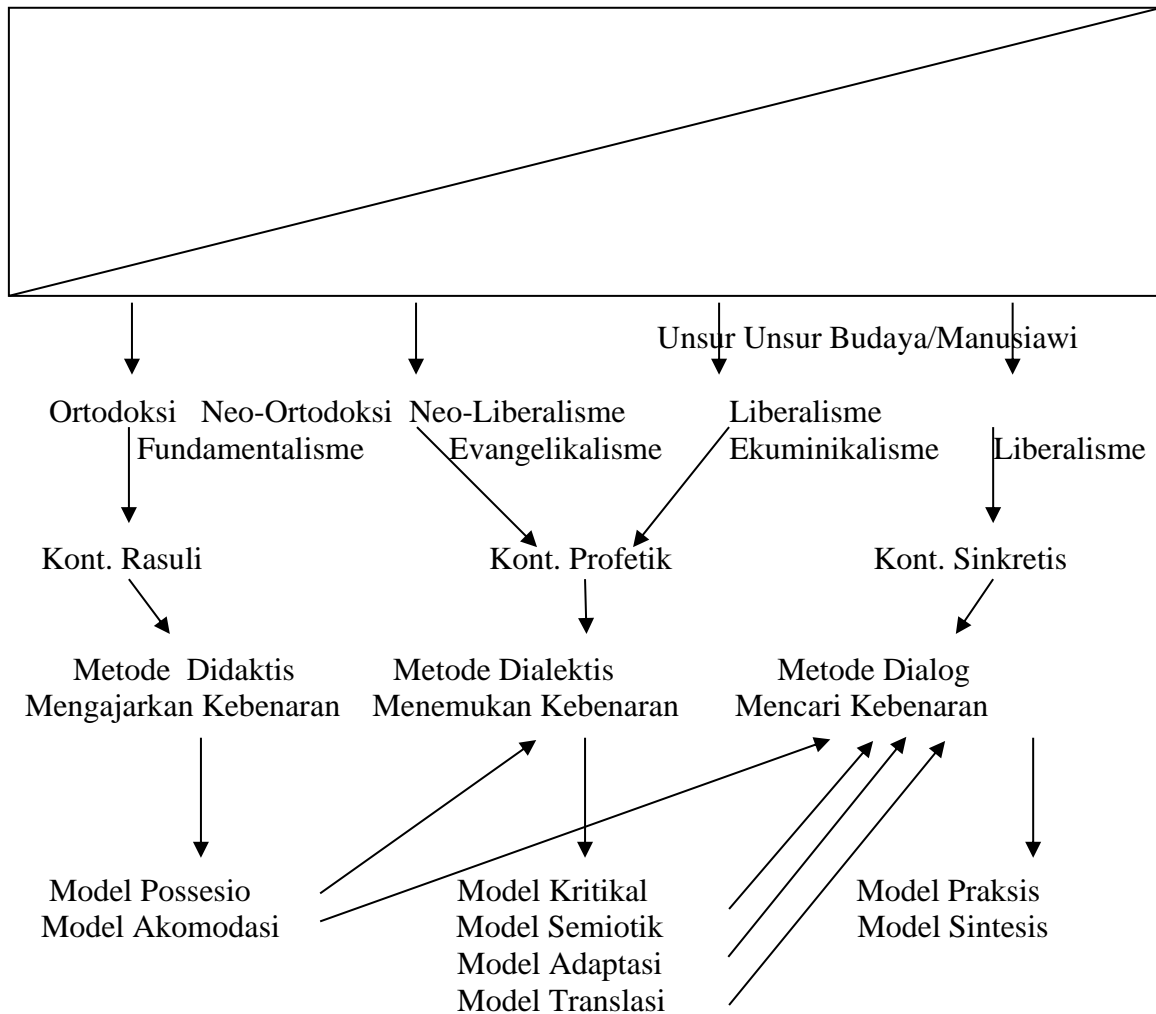 Unsur Unsur Budaya/Manusiawi
Ortodoksi Neo-Ortodoksi Neo-Liberalisme Liberalisme
Fundamentalisme Evangelikalisme Ekuminikalisme Liberalisme
Kont. Rasuli Kont. Profetik Kont. Sinkretis
Metode Didaktis Metode Dialektis Metode Dialog
Mengajarkan Kebenaran Menemukan Kebenaran Mencari Kebenaran
Model Possesio Model Kritikal Model Praksis
Model Akomodasi Model Semiotik Model Sintesis
Model Adaptasi
Model Translasi